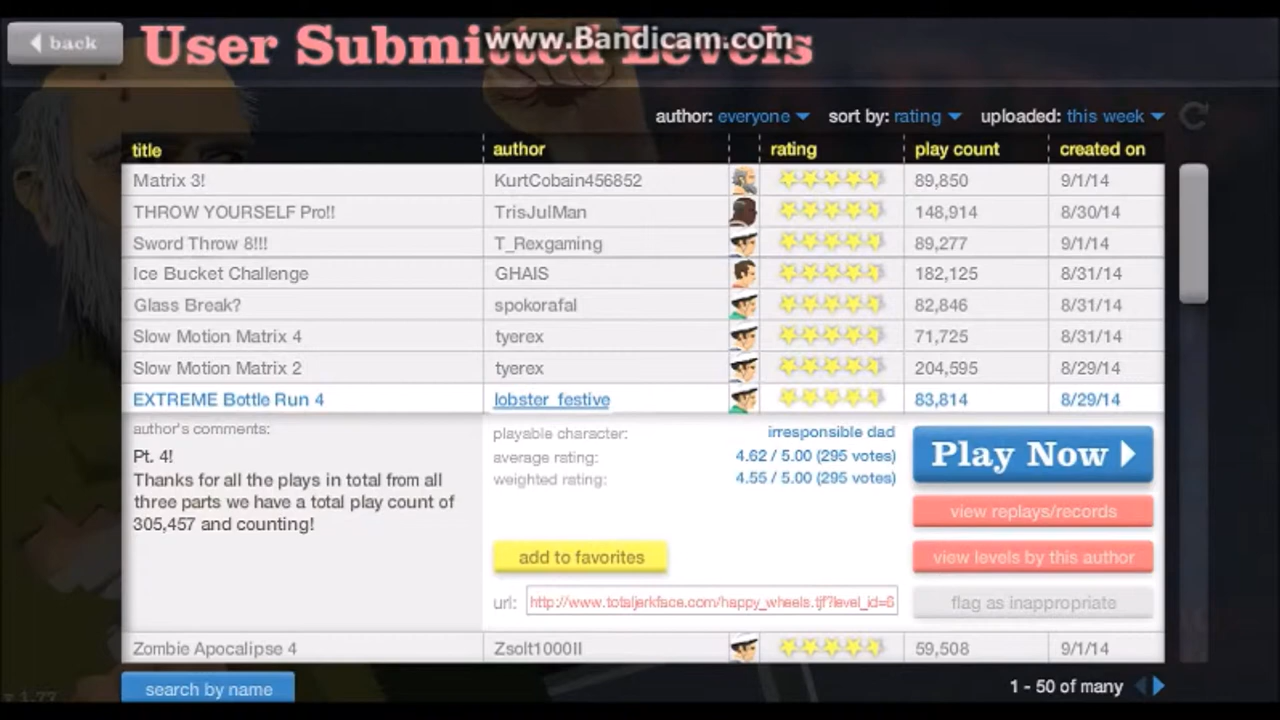 back
User Submitted Levels
www.Bandicam.com
author: everyone sort by: rating uploaded: this week
title author rating play count created on
Matrix 3! KurtCobain456852 89,850 9/1/14
THROW YOURSELF Pro!! TrisJulMan 148,914 8/30/14
Sword Throw 8!!! T_Rexgaming 89,277 9/1/14
Ice Bucket Challenge GHAIS 182,125 8/31/14
Glass Break? spokorafal 82,846 8/31/14
Slow Motion Matrix 4 tyerex 71,725 8/31/14
Slow Motion Matrix 2 tyerex 204,595 8/29/14
EXTREME Bottle Run 4 lobster_festive 83,814 8/29/14
author's comments:
Pt. 4!
Thanks for all the plays in total from all
three parts we have a total play count of
305,457 and counting!
playable character: irresponsible dad
average rating: 4.62 / 5.00 (295 votes)
weighted rating: 4.55 / 5.00 (295 votes)
add to favorites
url: http://www.totaljerkface.com/happy_wheels.tjf?level_id=6
Play Now
view replays/records
view levels by this author
flag as inappropriate
Zombie Apocalipse 4 Zsolt1000II 59,508 9/1/14
search by name
1 - 50 of many
1.77